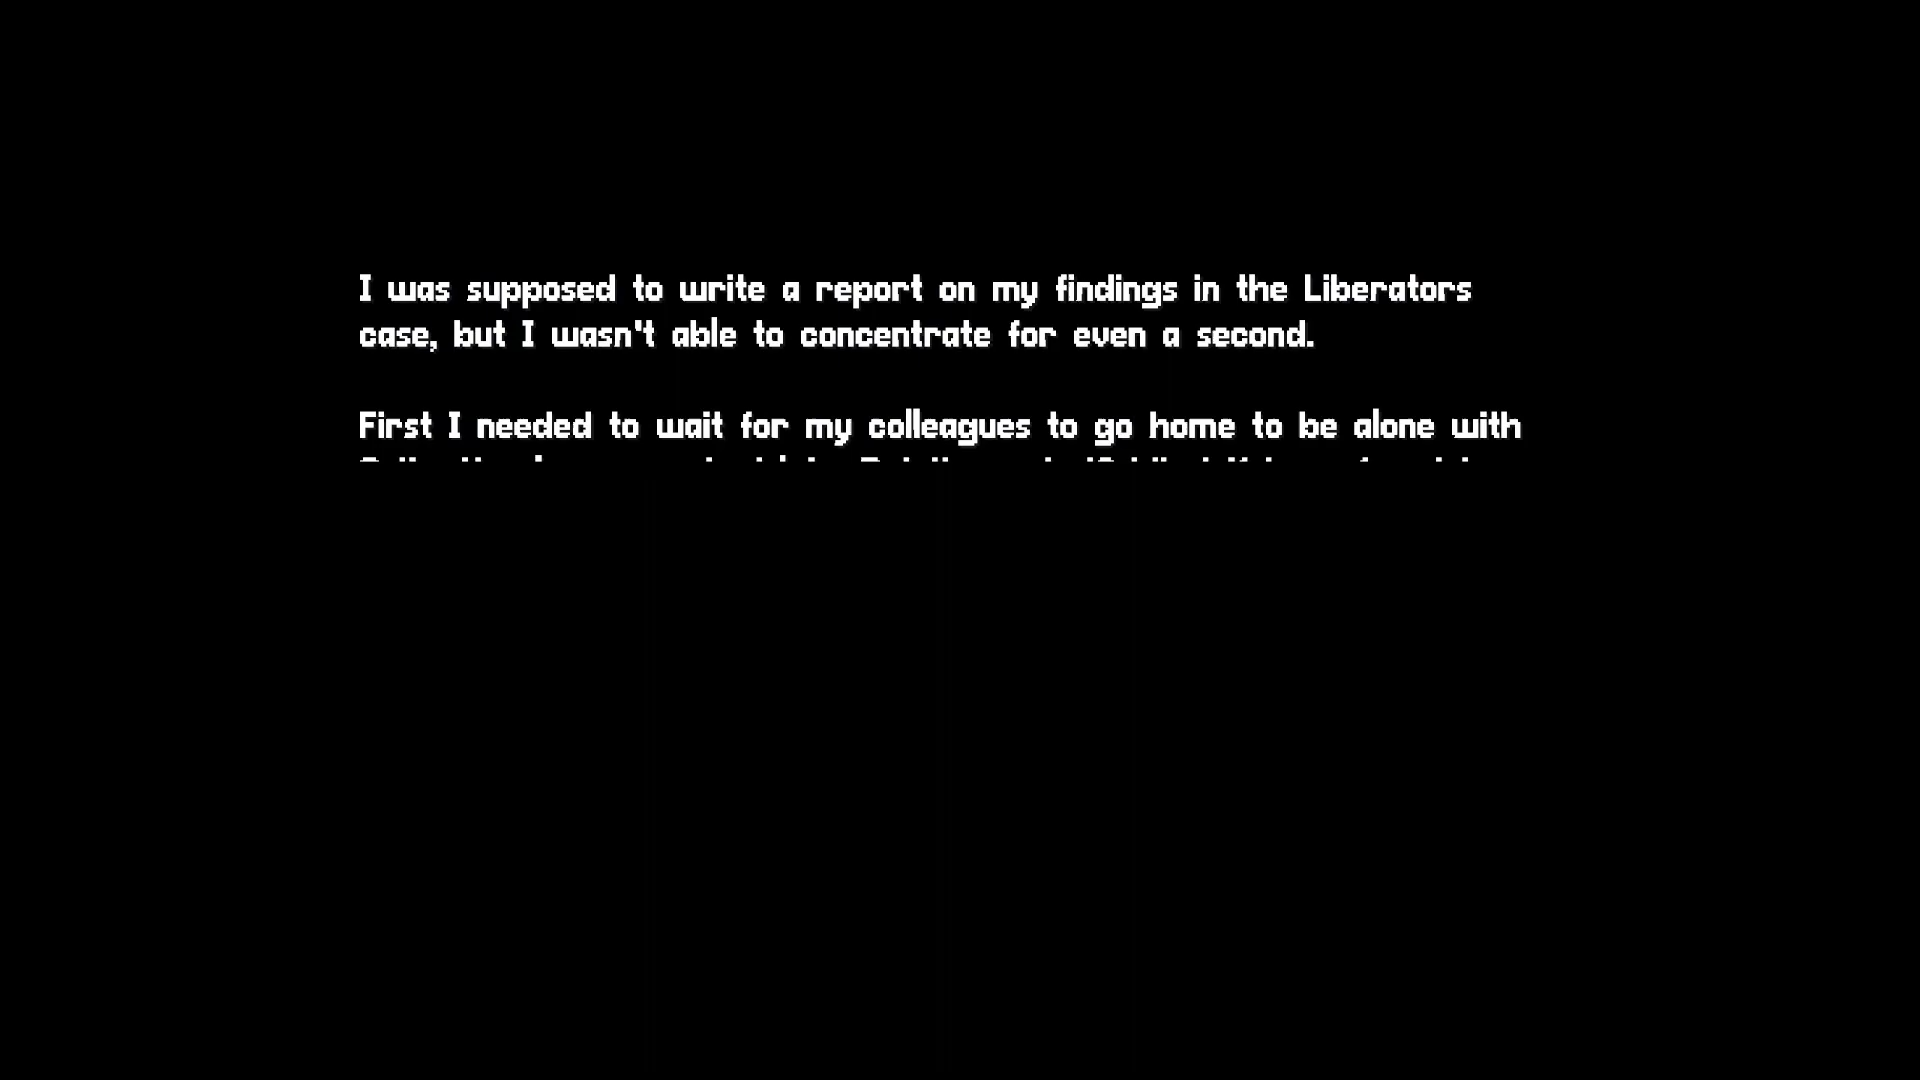 I was supposed to write a report on my findings in the Liberators
case, but I wasn't able to concentrate for even a second.
First I needed to wait for my colleagues to go home to be alone with